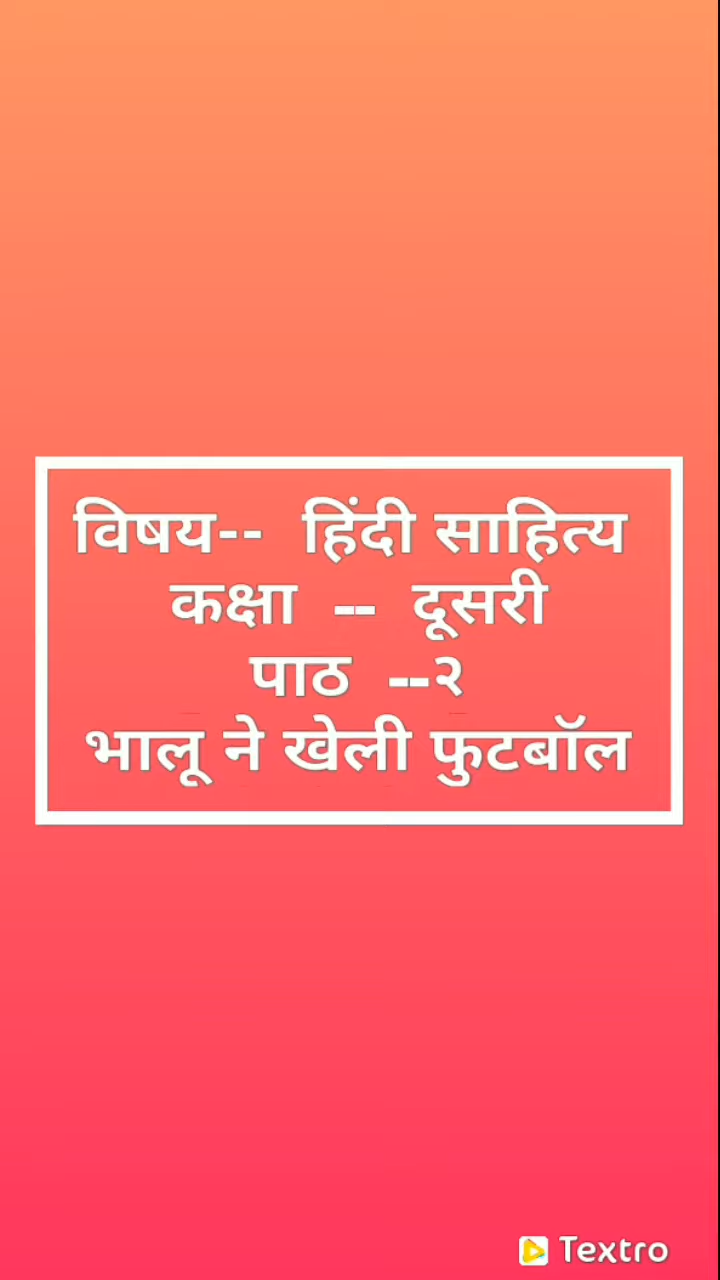 विषय-- हिंदी साहित्य
कक्षा -- दूसरी
पाठ --२
भालू ने खेली फुटबॉल
Textro